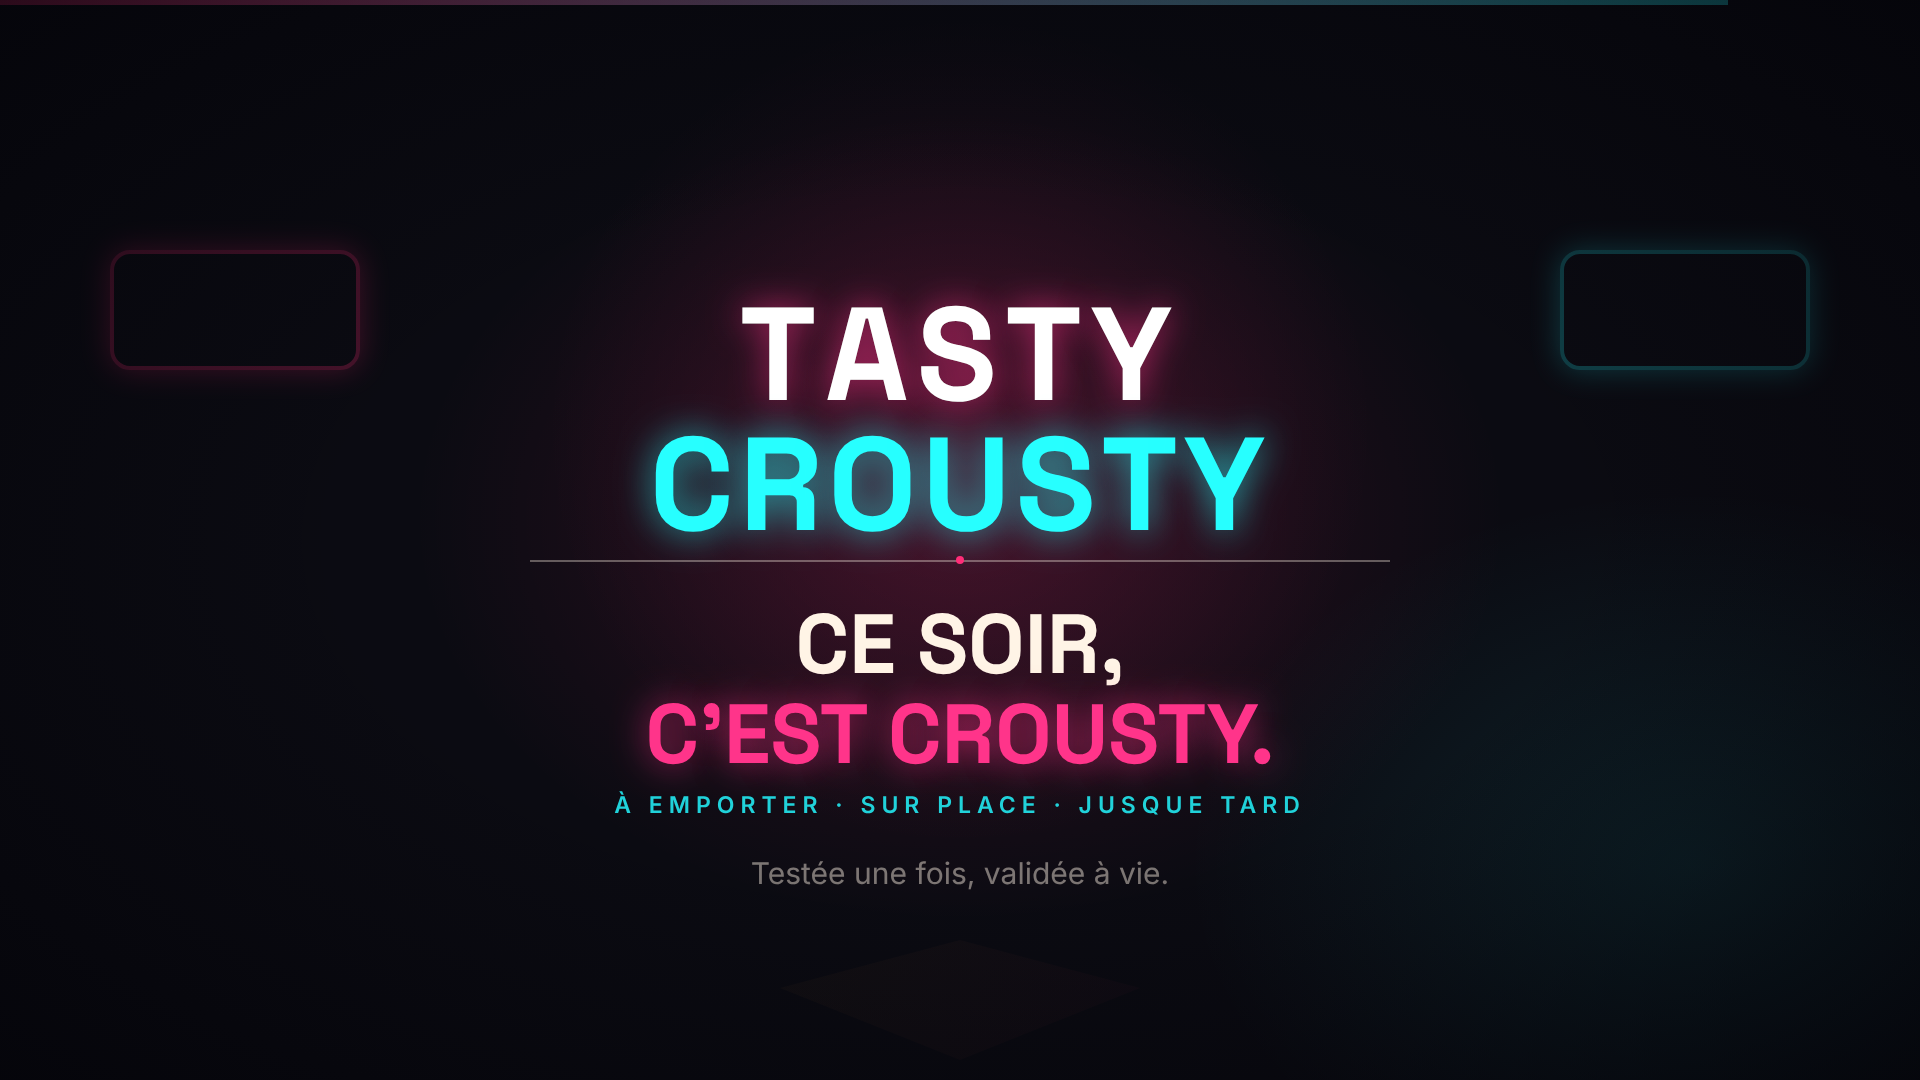 TASTY
CROUSTY
CE SOIR,
C’EST CROUSTY.
À EMPORTER · SUR PLACE · JUSQUE TARD
Testée une fois, validée à vie.